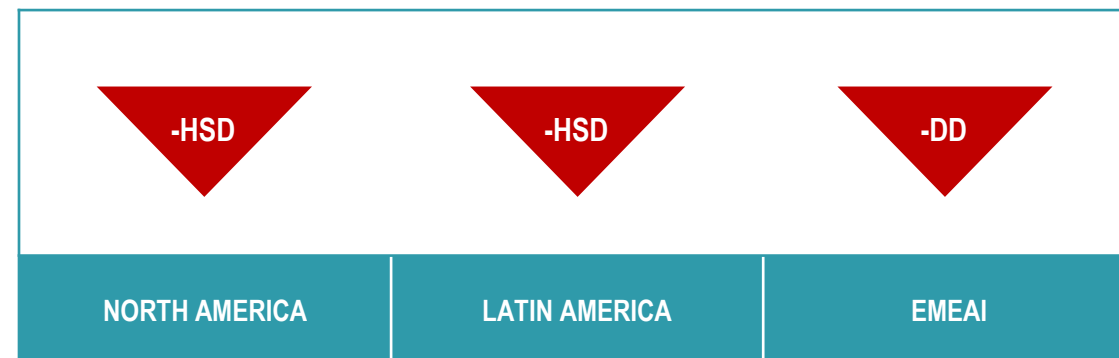 -HSD
-HSD
-DD
NORTH AMERICA
LATIN AMERICA
EMEAI